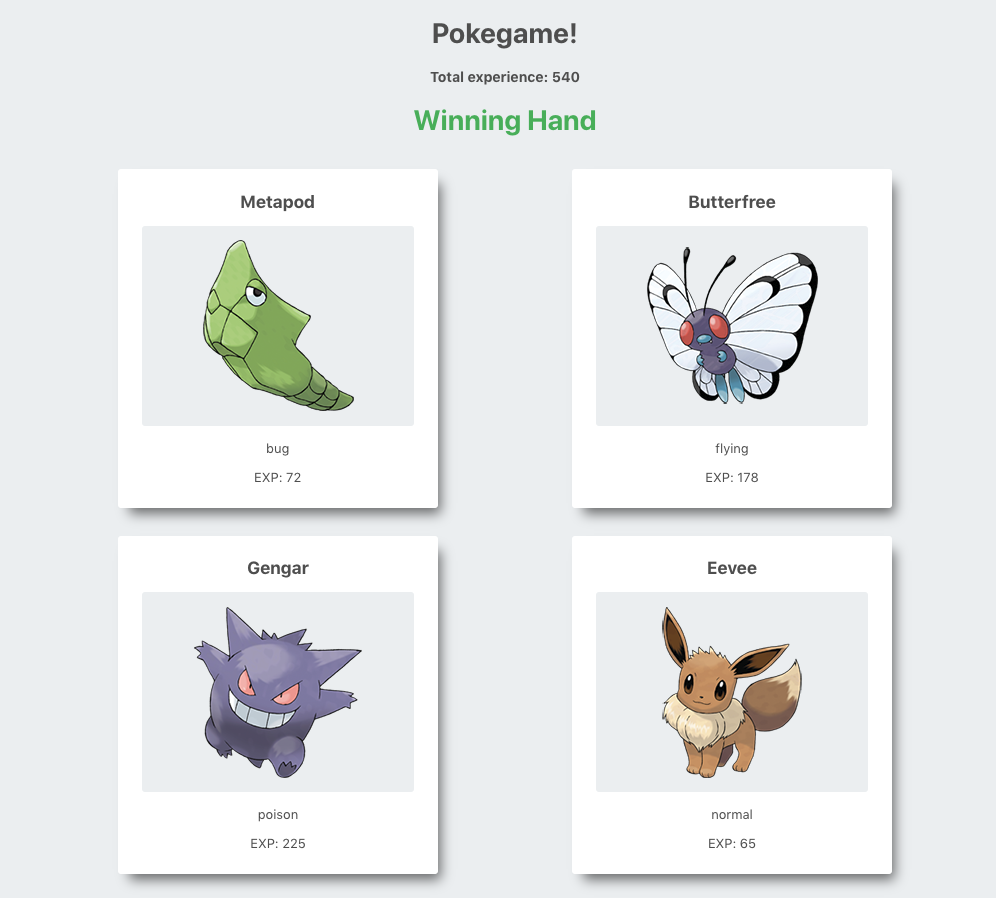 Pokegame!
Total experience: 540
Winning Hand
Metapod
bug
EXP: 72
Butterfree
flying
EXP: 178
Gengar
poison
EXP: 225
Eevee
normal
EXP: 65